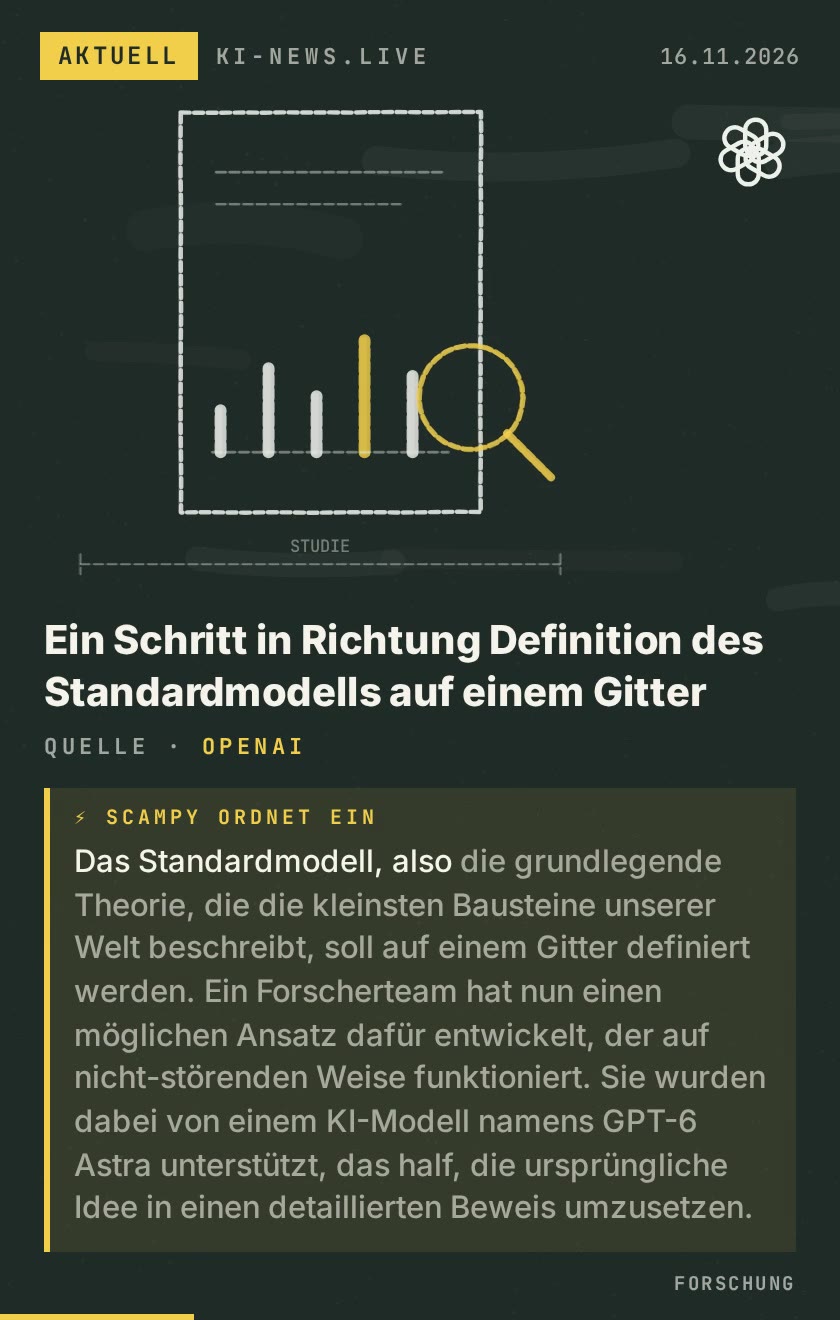 AKTUELL KI-NEWS.LIVE 16.11.2026
STUDIE
Ein Schritt in Richtung Definition des
Standardmodells auf einem Gitter
QUELLE · OPENAI
⚡ SCAMPY ORDNET EIN
Das Standardmodell, also die grundlegende
Theorie, die die kleinsten Bausteine unserer
Welt beschreibt, soll auf einem Gitter definiert
werden. Ein Forscherteam hat nun einen
möglichen Ansatz dafür entwickelt, der auf
nicht-störenden Weise funktioniert. Sie wurden
dabei von einem KI-Modell namens GPT-6
Astra unterstützt, das half, die ursprüngliche
Idee in einen detaillierten Beweis umzusetzen.
FORSCHUNG